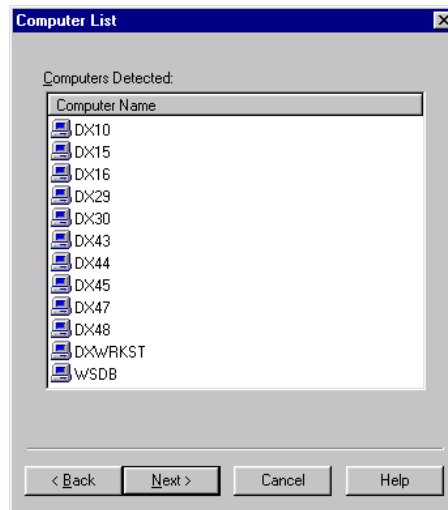 Computer List
Computers Detected:
Computer Name
DX10
DX15
DX16
DX29
DX30
DX43
DX44
DX45
DX47
DX48
DXWRKST
WSDB
< Back Next > Cancel Help